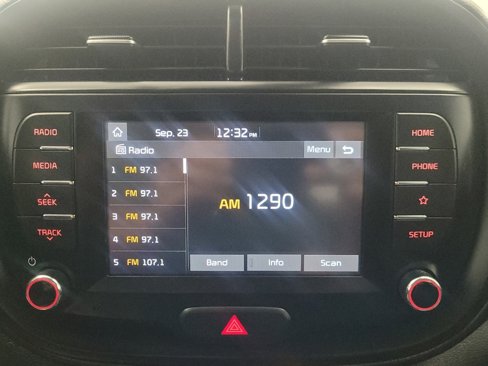 RADIO
MEDIA
SEEK
TRACK
Sep. 23 12:32 PM
Radio Menu
1 FM 97.1
2 FM 97.1
3 FM 97.1
4 FM 97.1
5 FM 107.1
AM 1290
Band Info Scan
HOME
PHONE
SETUP